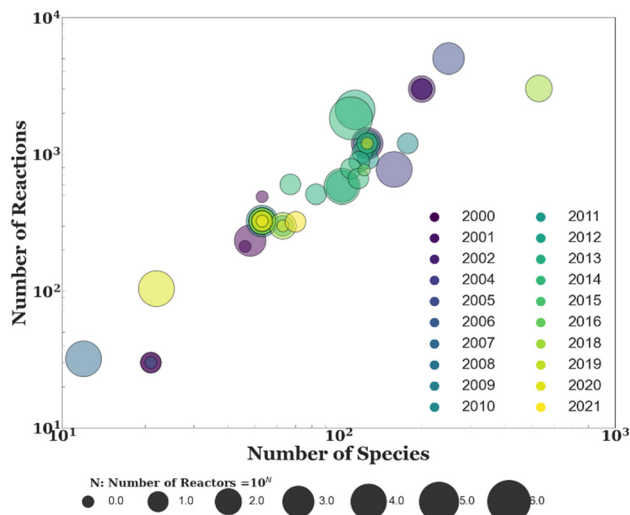 10⁴
10³
10²
10¹
Number of Reactions
2000 2011
2001 2012
2002 2013
2004 2014
2005 2015
2006 2016
2007 2018
2008 2019
2009 2020
2010 2021
10¹ 10² 10³
Number of Species
N: Number of Reactors =10ᴺ
0.0 1.0 2.0 3.0 4.0 5.0 6.0